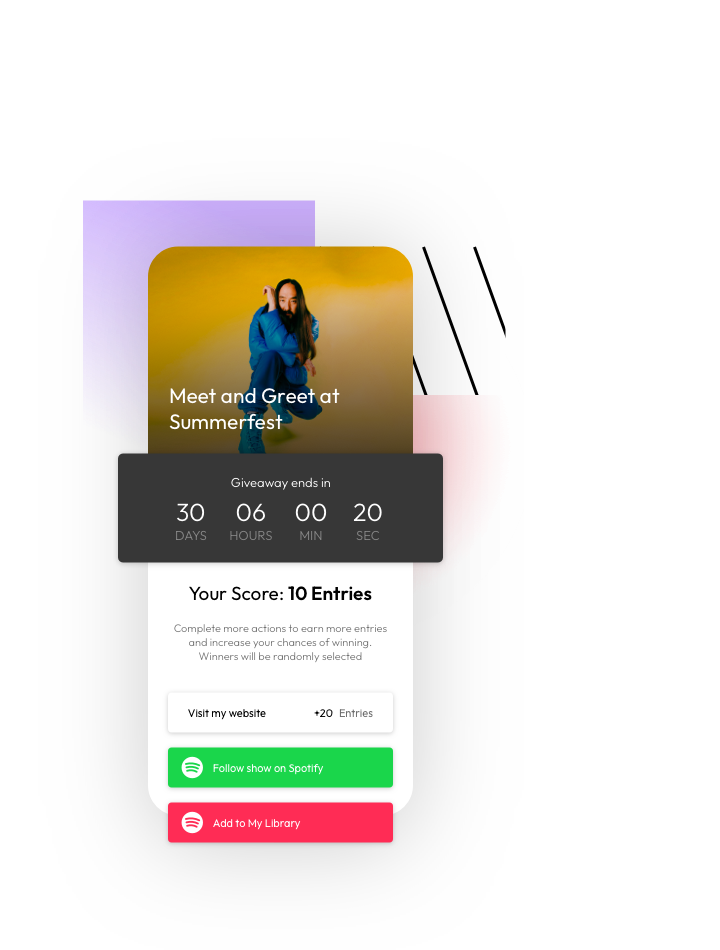 Meet and Greet at
Summerfest
Giveaway ends in
30 06 00 20
DAYS HOURS MIN SEC
Your Score: 10 Entries
Complete more actions to earn more entries
and increase your chances of winning.
Winners will be randomly selected
Visit my website +20 Entries
Follow show on Spotify
Add to My Library